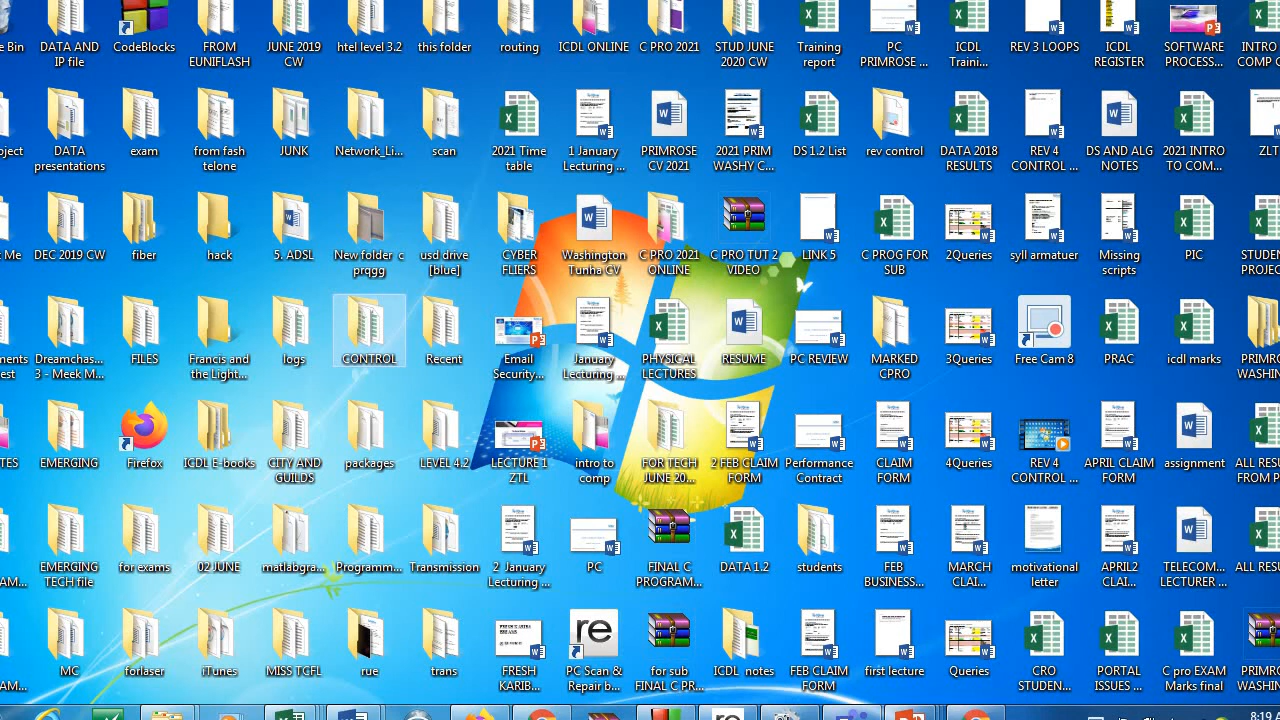 e Bin
DATA AND
IP file
CodeBlocks
FROM
EUNIFLASH
JUNE 2019
CW
htel level 3.2
this folder
routing
ICDL ONLINE
C PRO 2021
STUD JUNE
2020 CW
Training
report
PC
PRIMROSE ...
ICDL
Traini...
REV 3 LOOPS
ICDL
REGISTER
SOFTWARE
PROCESS...
INTRO
COMP C
oject
DATA
presentations
exam
from fash
telone
JUNK
Network_Li...
scan
2021 Time
table
1 January
Lecturing ...
PRIMROSE
CV 2021
2021 PRIM
WASHY C...
DS 1.2 List
rev control
DATA 2018
RESULTS
REV 4
CONTROL ...
DS AND ALG
NOTES
2021 INTRO
TO COM...
ZLT
t Me
DEC 2019 CW
fiber
hack
5. ADSL
New folder c
prqgg
usd drive
[blue]
CYBER
FLIERS
Washington
Tunha CV
C PRO 2021
ONLINE
C PRO TUT 2
VIDEO
LINK 5
C PROG FOR
SUB
2Queries
syll armatuer
Missing
scripts
PIC
STUDEN
PROJEC
ments
est
Dreamchas...
3 - Meek M...
FILES
Francis and
the Light...
logs
CONTROL
Recent
Email
Security...
January
Lecturing ...
PHYSICAL
LECTURES
RESUME
PC REVIEW
MARKED
CPRO
3Queries
Free Cam 8
PRAC
icdl marks
PRIMRO
WASHIN
TES
EMERGING
Firefox
ICDL E-books
CITY AND
GUILDS
packages
LEVEL 4.2
LECTURE 1
ZTL
intro to
comp
FOR TECH
JUNE 20...
2 FEB CLAIM
FORM
Performance
Contract
CLAIM
FORM
4Queries
REV 4
CONTROL ...
APRIL CLAIM
FORM
assignment
ALL RESU
FROM P
AM...
EMERGING
TECH file
for exams
02 JUNE
matlabgra...
Programm...
Transmission
2 January
Lecturing ...
PC
FINAL C
PROGRAM...
DATA 1.2
students
FEB
BUSINESS...
MARCH
CLAI...
motivational
letter
APRIL2
CLAI...
TELECOM...
LECTURER ...
ALL RESU
AM...
MC
forlaser
iTunes
MISS TCFL
rue
trans
FRESH
KARIB...
PC Scan &
Repair b...
for sub
FINAL C PR...
ICDL notes
FEB CLAIM
FORM
first lecture
Queries
CRO
STUDEN...
PORTAL
ISSUES ...
C pro EXAM
Marks final
PRIMRO
WASHIN
8:19 A